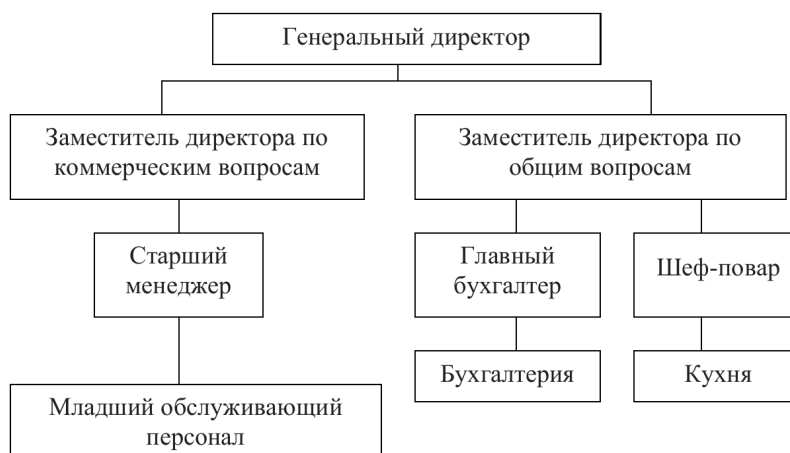 Генеральный директор
Заместитель директора по
коммерческим вопросам
Заместитель директора по
общим вопросам
Старший
менеджер
Главный
бухгалтер
Шеф-повар
Бухгалтерия
Кухня
Младший обслуживающий
персонал